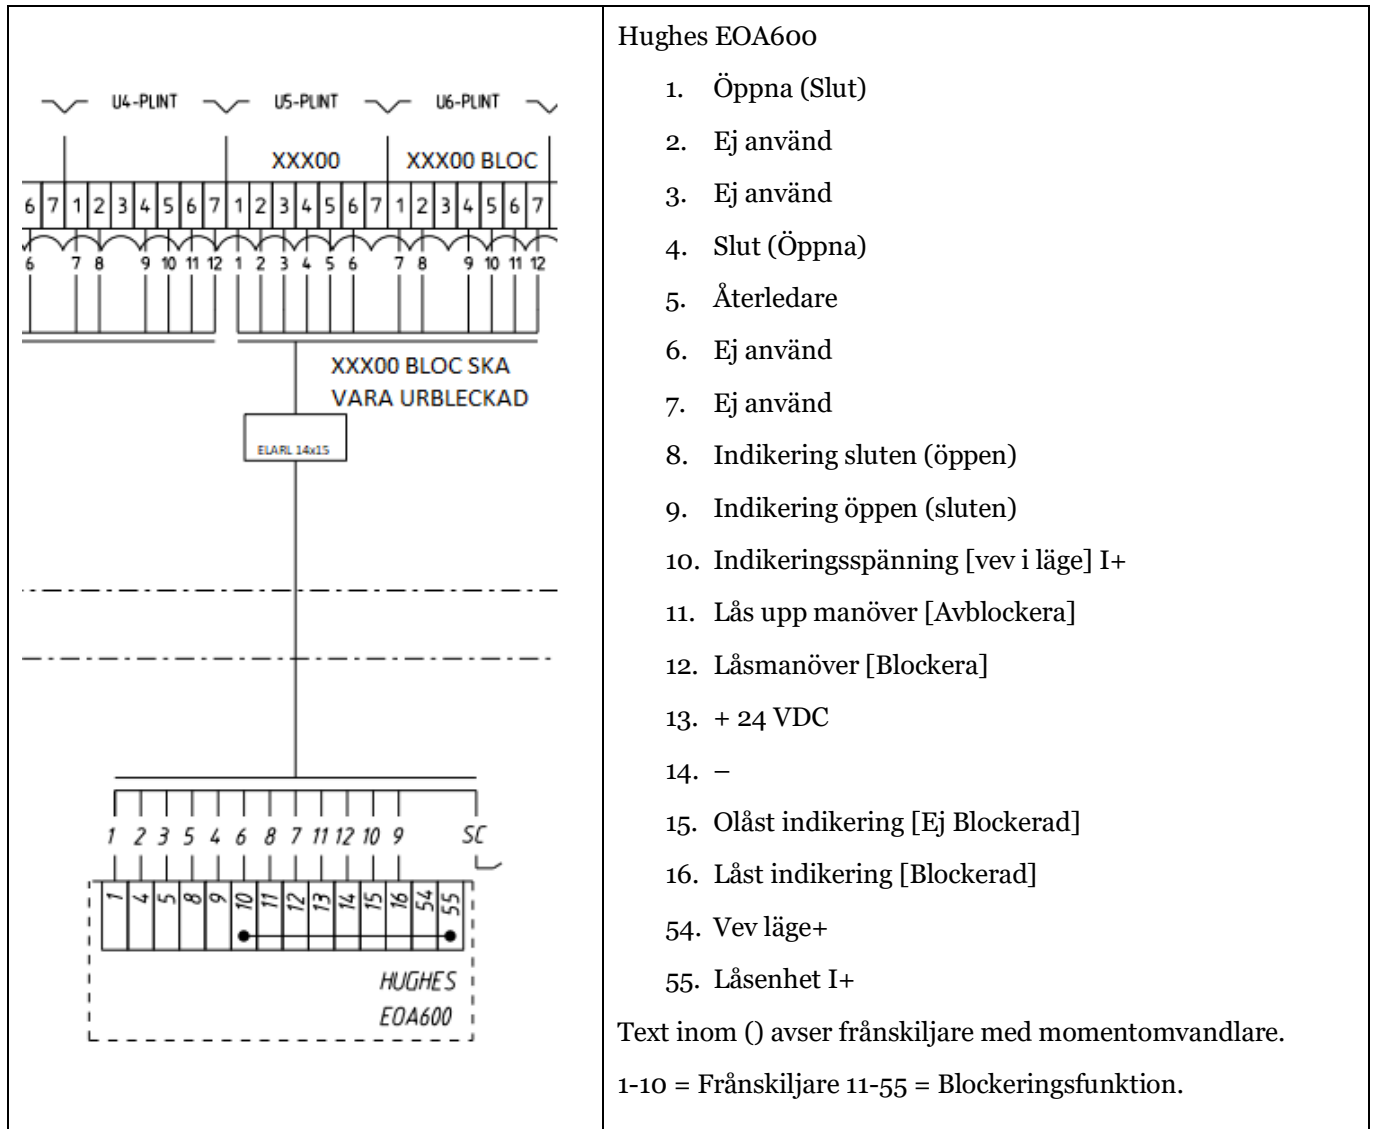 U4-PLINT U5-PLINT U6-PLINT
XXX00 XXX00 BLOC
6 7 1 2 3 4 5 6 7 1 2 3 4 5 6 7 1 2 3 4 5 6 7
6 7 8 9 10 11 12 1 2 3 4 5 6 7 8 9 10 11 12
XXX00 BLOC SKA
VARA URBLECKAD
ELARL 14x15
1 2 3 5 4 6 8 7 11 12 10 9 SC
1 4 5 8 9 10 11 12 13 14 15 16 54 55
HUGHES
EOA600
Hughes EOA600
1. Öppna (Slut)
2. Ej använd
3. Ej använd
4. Slut (Öppna)
5. Återledare
6. Ej använd
7. Ej använd
8. Indikering sluten (öppen)
9. Indikering öppen (sluten)
10. Indikeringsspänning [vev i läge] I+
11. Lås upp manöver [Avblockera]
12. Låsmanöver [Blockera]
13. + 24 VDC
14. –
15. Olåst indikering [Ej Blockerad]
16. Låst indikering [Blockerad]
54. Vev läge+
55. Låsenhet I+
Text inom () avser frånskiljare med momentomvandlare.
1-10 = Frånskiljare 11-55 = Blockeringsfunktion.